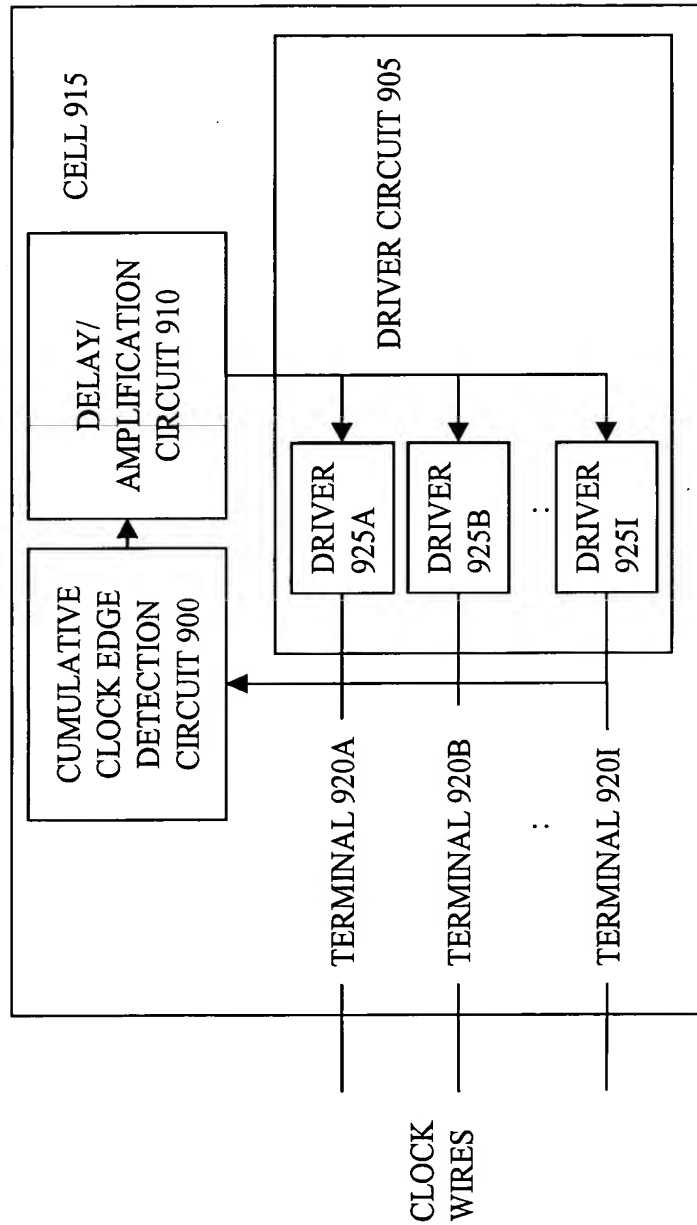 CELL 915
CUMULATIVE
CLOCK EDGE
DETECTION
CIRCUIT 900
DELAY/
AMPLIFICATION
CIRCUIT 910
DRIVER CIRCUIT 905
CLOCK
WIRES
TERMINAL 920A
DRIVER
925A
TERMINAL 920B
DRIVER
925B
: :
TERMINAL 920I
DRIVER
925I